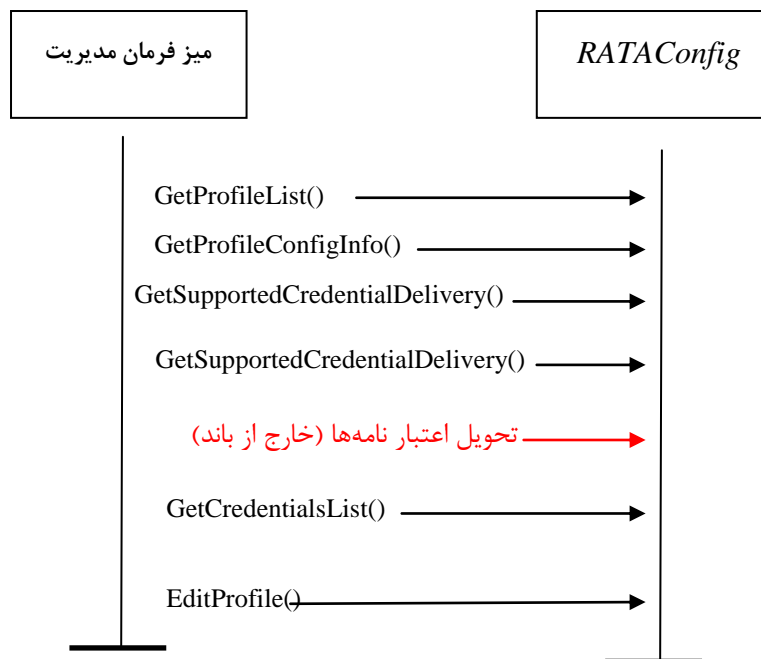 میز فرمان مدیریت
RATAConfig
GetProfileList()
GetProfileConfigInfo()
GetSupportedCredentialDelivery()
GetSupportedCredentialDelivery()
تحویل اعتبار نامه‌ها (خارج از باند)
GetCredentialsList()
EditProfile()